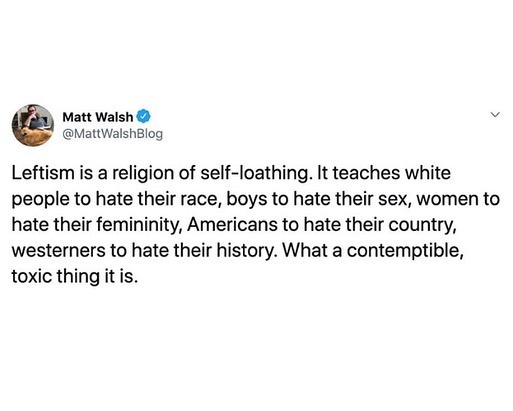 Matt Walsh
@MattWalshBlog
Leftism is a religion of self-loathing. It teaches white
people to hate their race, boys to hate their sex, women to
hate their femininity, Americans to hate their country,
westerners to hate their history. What a contemptible,
toxic thing it is.